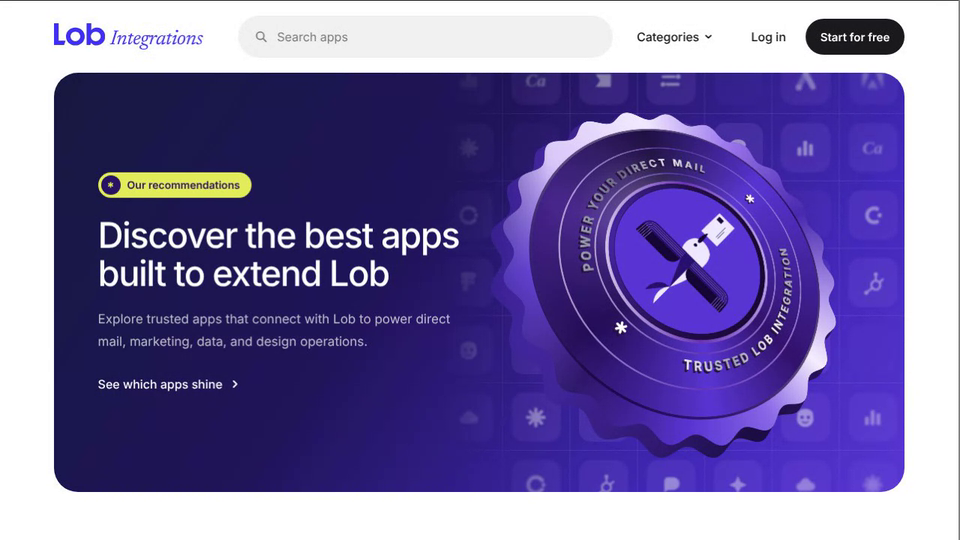 Lob Integrations
Search apps
Categories
Log in
Start for free
Our recommendations
Discover the best apps
built to extend Lob
Explore trusted apps that connect with Lob to power direct
mail, marketing, data, and design operations.
See which apps shine
POWER YOUR DIRECT MAIL
TRUSTED LOB INTEGRATION
Ca
Ca